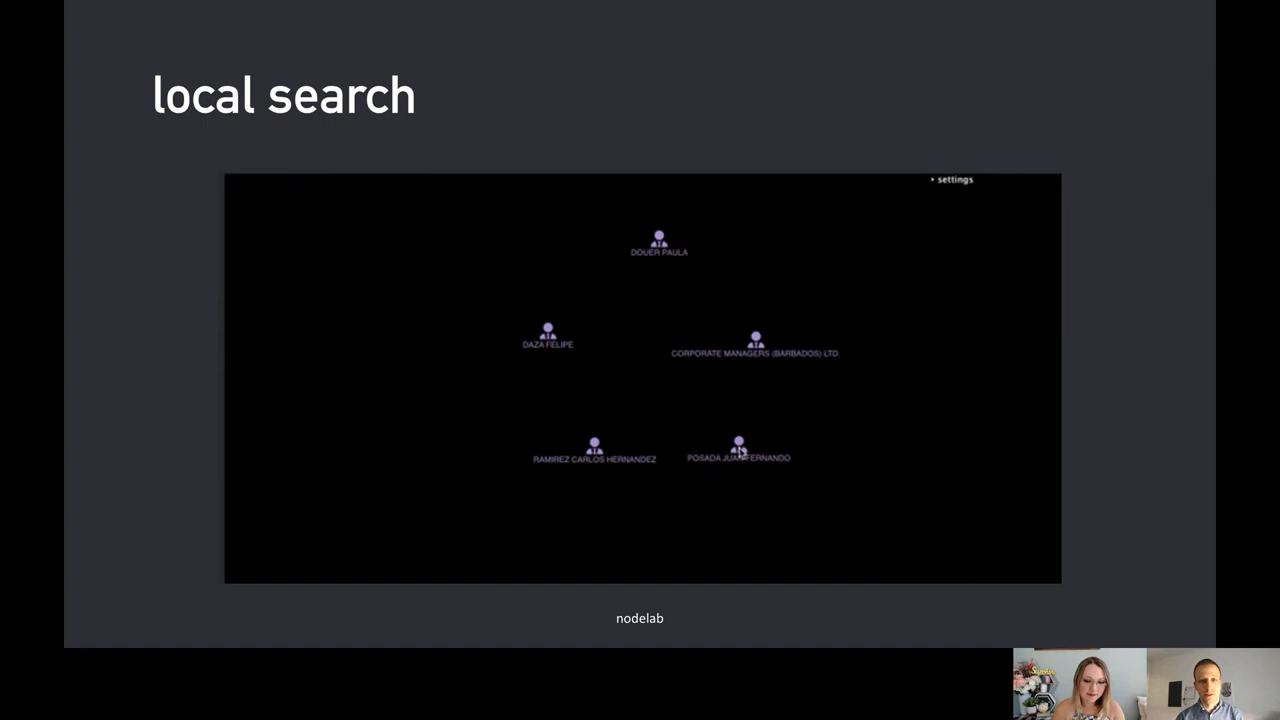 local search
settings
DOUER PAULA
DAZA FELIPE
CORPORATE MANAGERS (BARBADOS) LTD
RAMIREZ CARLOS HERNANDEZ
POSADA JUAN FERNANDO
nodelab